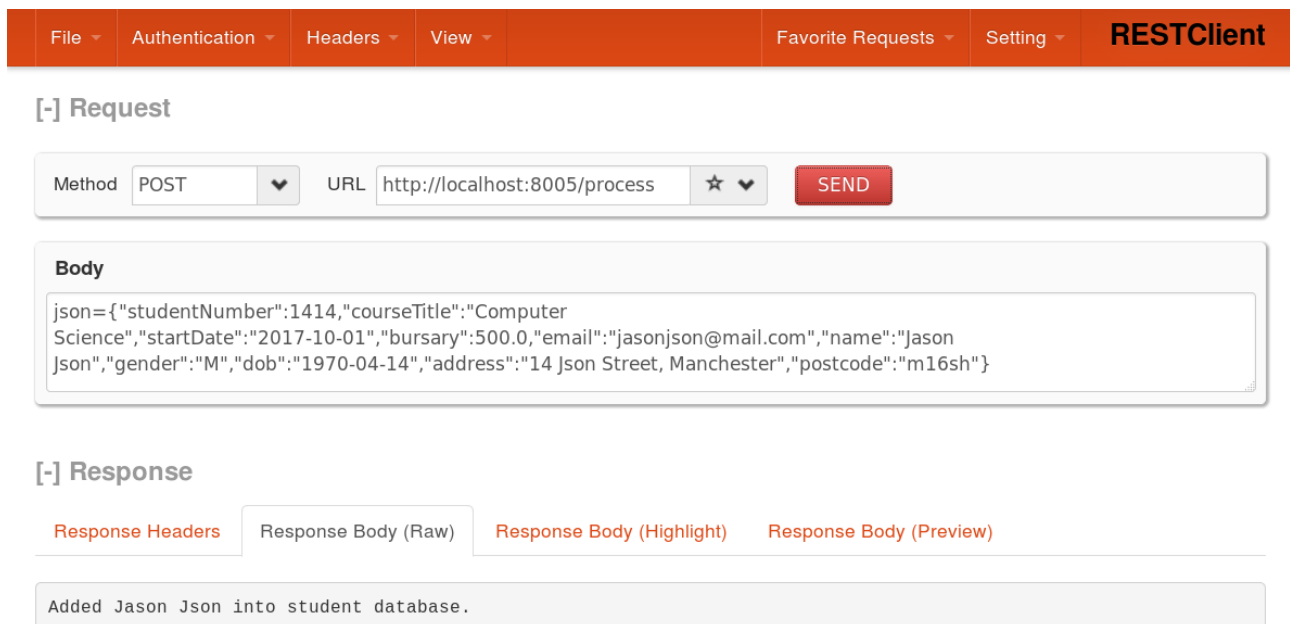 File Authentication Headers View Favorite Requests Setting RESTClient
[-] Request
Method POST URL http://localhost:8005/process SEND
Body
json={"studentNumber":1414,"courseTitle":"Computer
Science","startDate":"2017-10-01","bursary":500.0,"email":"jasonjson@mail.com","name":"Jason
Json","gender":"M","dob":"1970-04-14","address":"14 Json Street, Manchester","postcode":"m16sh"}
[-] Response
Response Headers Response Body (Raw) Response Body (Highlight) Response Body (Preview)
Added Jason Json into student database.